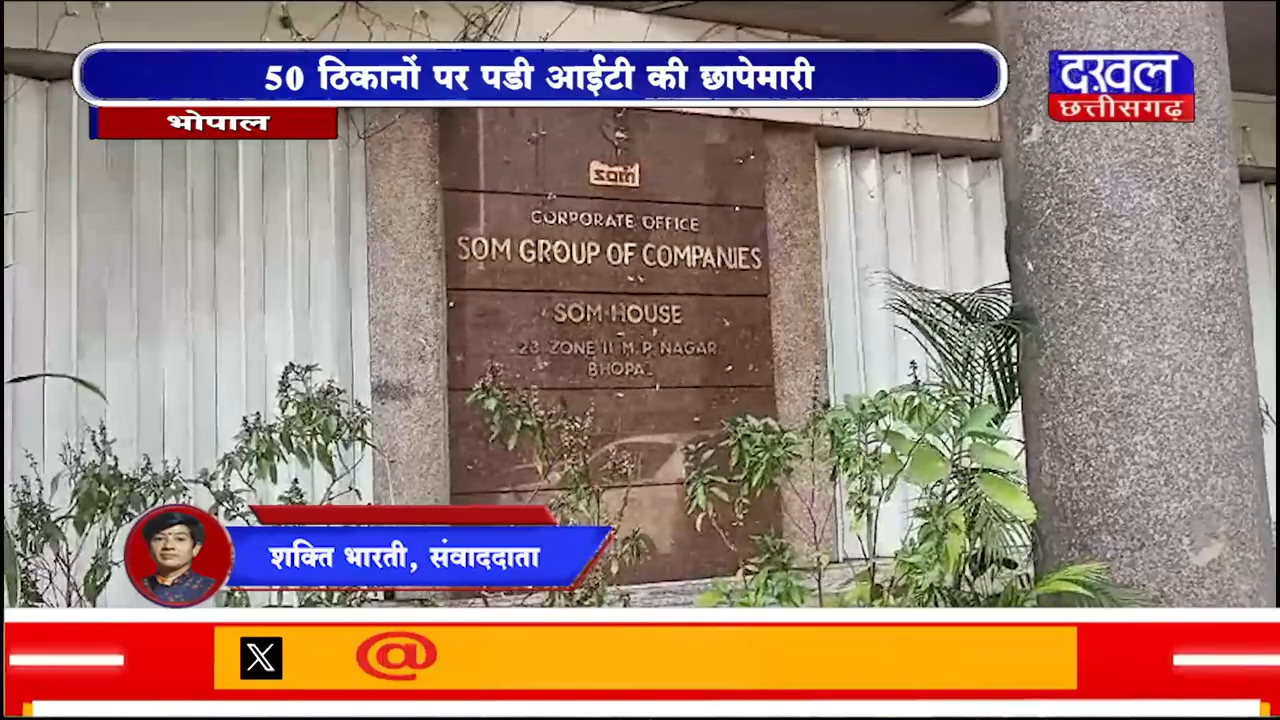 50 ठिकानों पर पडी आईटी की छापेमारी
भोपाल
दख़ल
छत्तीसगढ़
som
CORPORATE OFFICE
SOM GROUP OF COMPANIES
SOM HOUSE
23 ZONE II M.P. NAGAR
BHOPAL
शक्ति भारती, संवाददाता
X
@